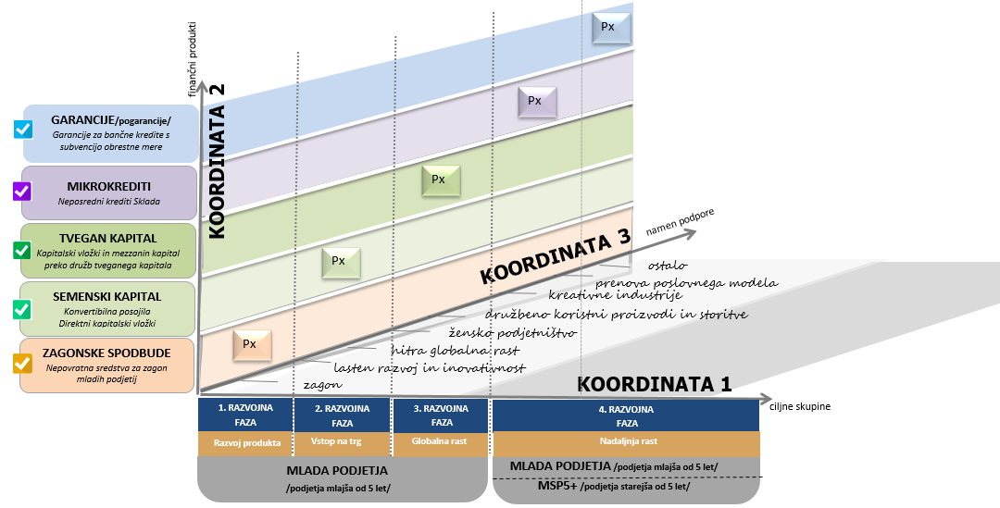 finančni produkti
KOORDINATA 2
GARANCIJE/pogarancije/
Garancije za bančne kredite s
subvencijo obrestne mere
MIKROKREDITI
Neposredni krediti Sklada
TVEGAN KAPITAL
Kapitalski vložki in mezzanin kapital
preko družb tveganega kapitala
SEMENSKI KAPITAL
Konvertibilna posojila
Direktni kapitalski vložki
ZAGONSKE SPODBUDE
Nepovratna sredstva za zagon
mladih podjetij
Px
Px
Px
Px
Px
KOORDINATA 3
namen podpore
ostalo
prenova poslovnega modela
kreativne industrije
družbeno koristni proizvodi in storitve
žensko podjetništvo
hitra globalna rast
lasten razvoj in inovativnost
zagon
KOORDINATA 1
ciljne skupine
1. RAZVOJNA
FAZA
2. RAZVOJNA
FAZA
3. RAZVOJNA
FAZA
4. RAZVOJNA
FAZA
Razvoj produkta
Vstop na trg
Globalna rast
Nadaljnja rast
MLADA PODJETJA
/podjetja mlajša od 5 let/
MLADA PODJETJA /podjetja mlajše od 5 let/
MSP5+ /podjetja starejša od 5 let/